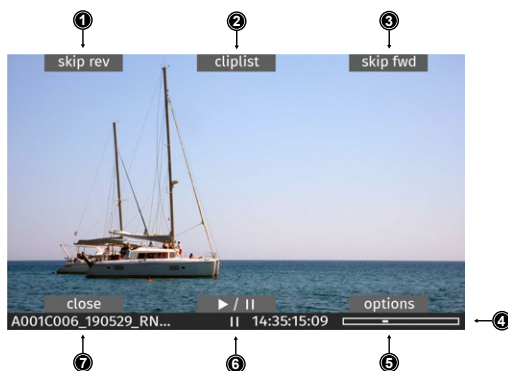 1 2 3
skip rev cliplist skip fwd
close ▶ / II options
A001C006_190529_RN... II 14:35:15:09
4
7 6 5